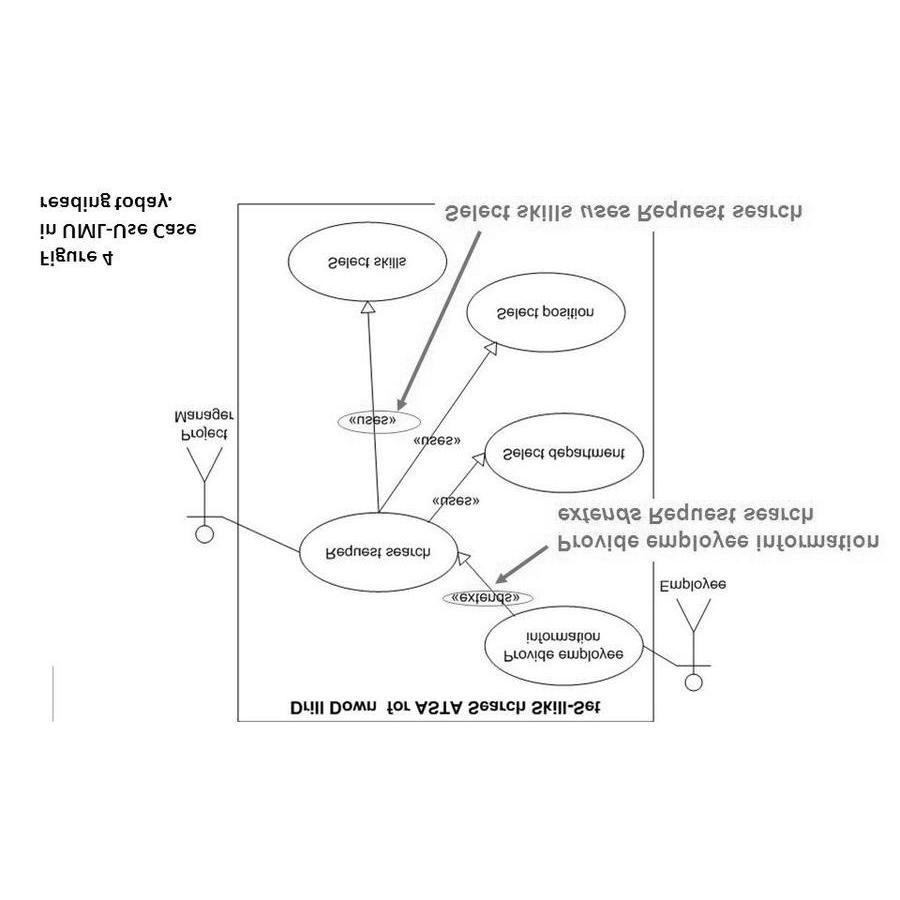 Drill Down for ASTA Search Skill-Set
Provide employee
information
Employee
«extends»
Provide employee information
extends Request search
Request search
Project
Manager
«uses»
Select department
«uses»
«uses»
Select position
Select skills
Select skills uses Request search
Figure 4
in UML-Use Case
reading today.